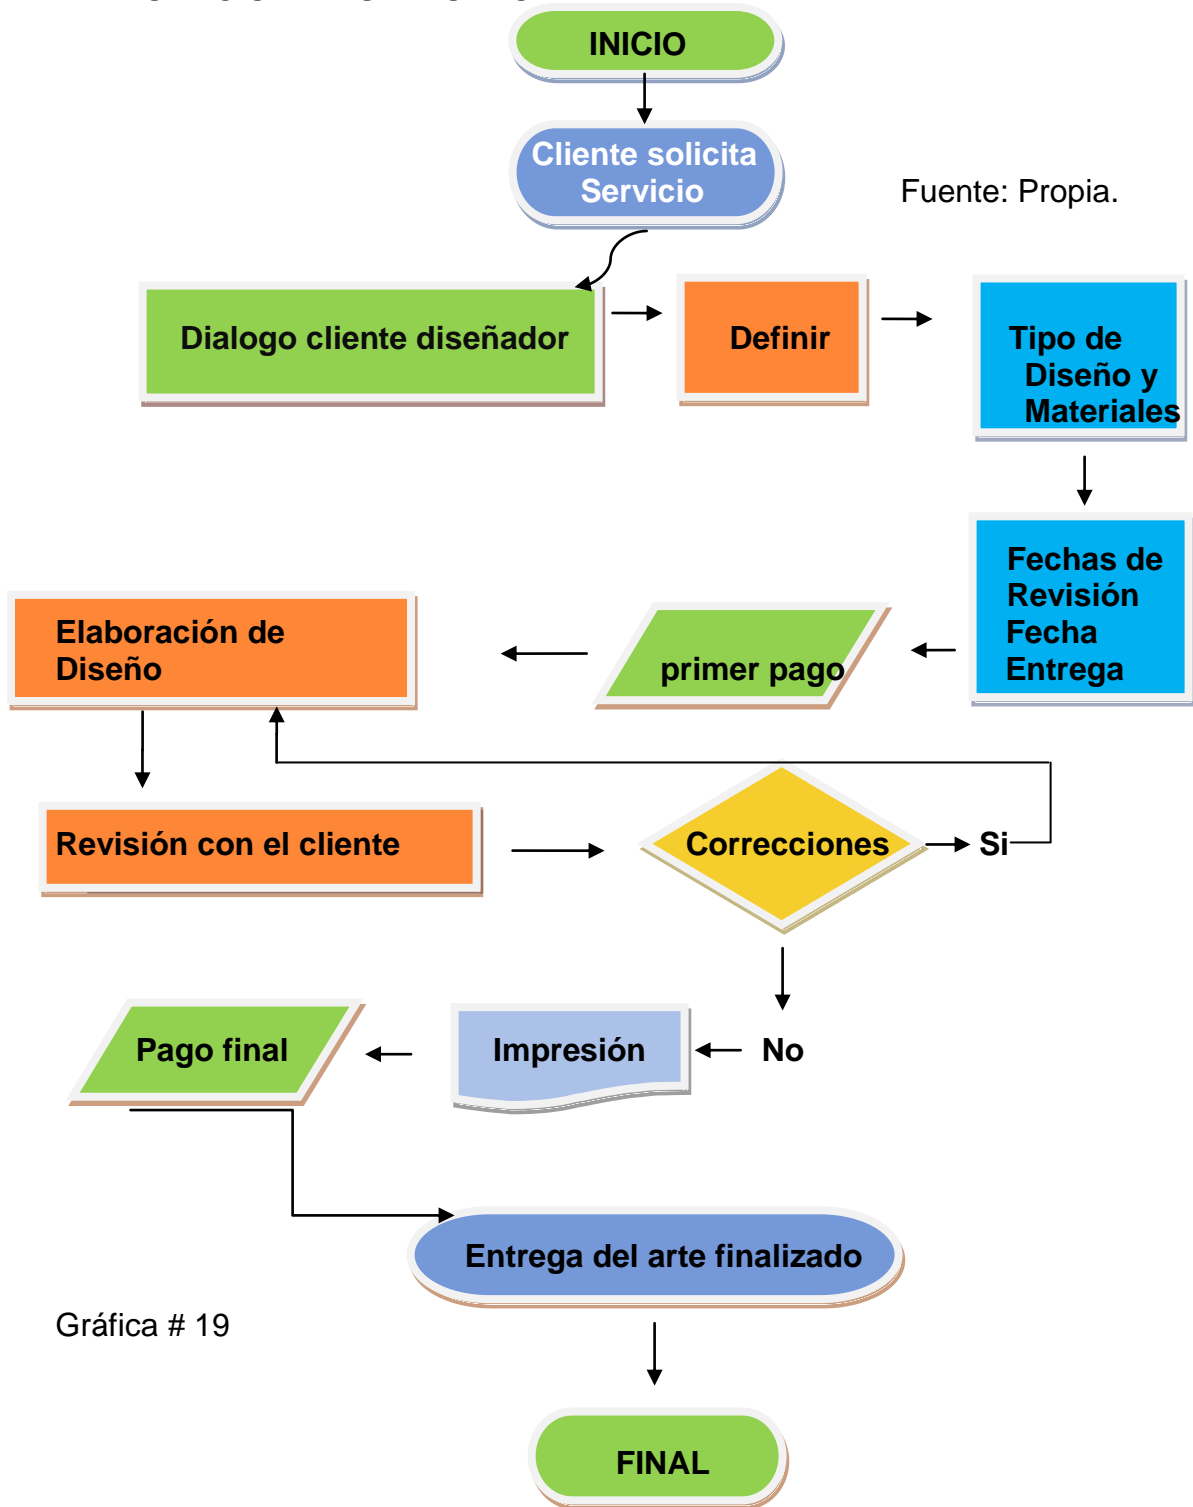 INICIO
Cliente solicita
Servicio
Fuente: Propia.
Dialogo cliente diseñador
Definir
Tipo de
Diseño y
Materiales
Fechas de
Revisión
Fecha
Entrega
primer pago
Elaboración de
Diseño
Revisión con el cliente
Correcciones
Si
No
Impresión
Pago final
Entrega del arte finalizado
Gráfica # 19
FINAL